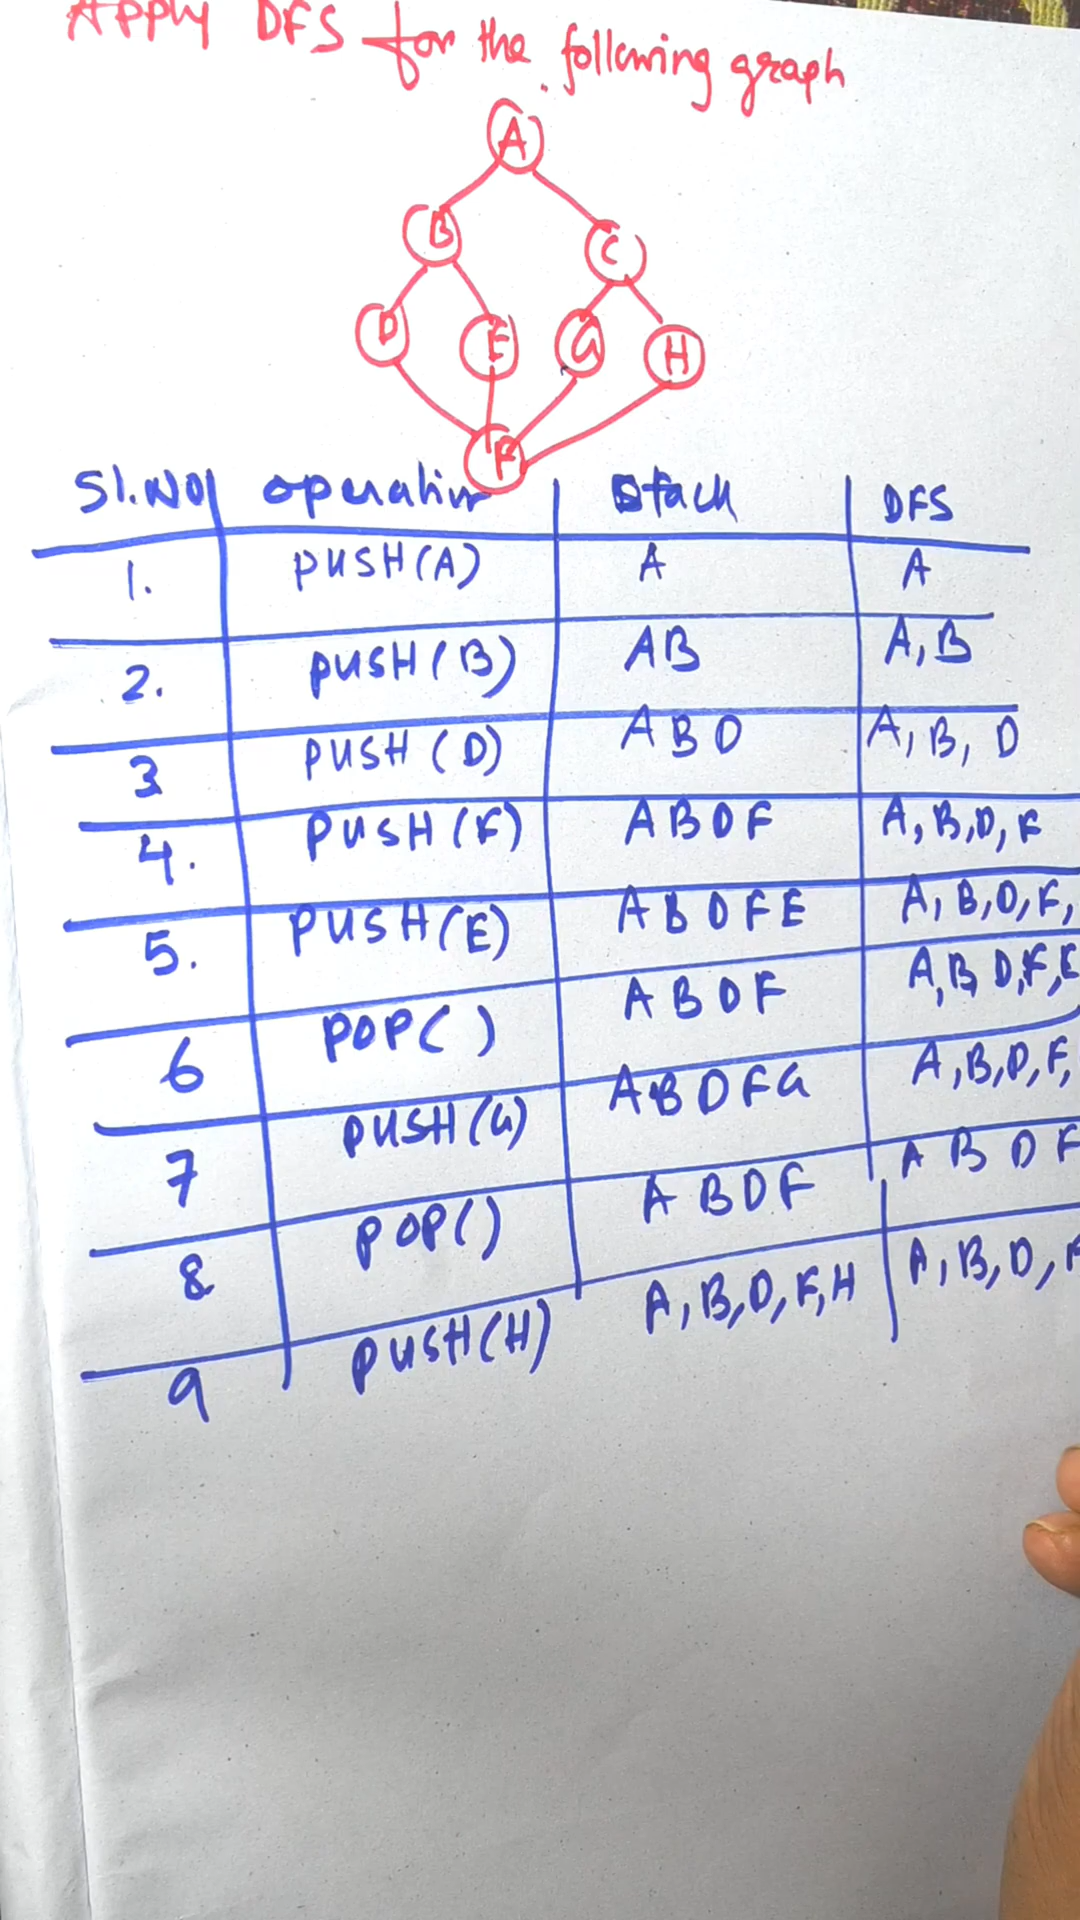 APPLY DFS for the following graph
A
B
C
D
E
G
H
F
Sl.NO operation Stack DFS
1. PUSH(A) A A
2. PUSH(B) AB A,B
3 PUSH(D) ABD A,B,D
4. PUSH(F) ABDF A,B,D,F
5. PUSH(E) ABDFE A,B,D,F,
6 POP() ABDF A,B D,F,E
7 PUSH(G) ABDFG A,B,D,F,
8 POP() ABDF A B D F
9 PUSH(H) A,B,D,F,H A,B,D,F